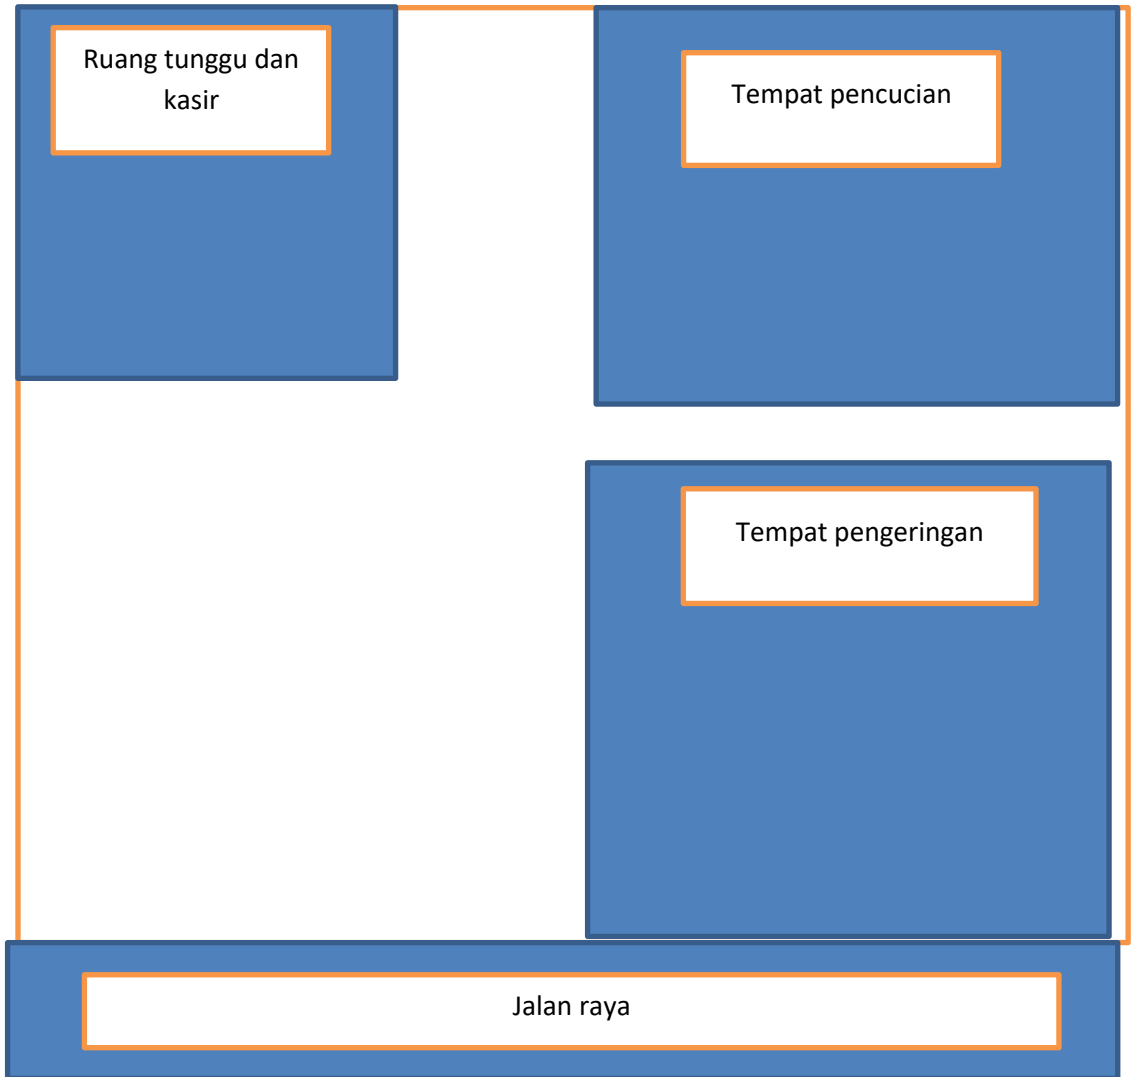 Ruang tunggu dan
kasir
Tempat pencucian
Tempat pengeringan
Jalan raya